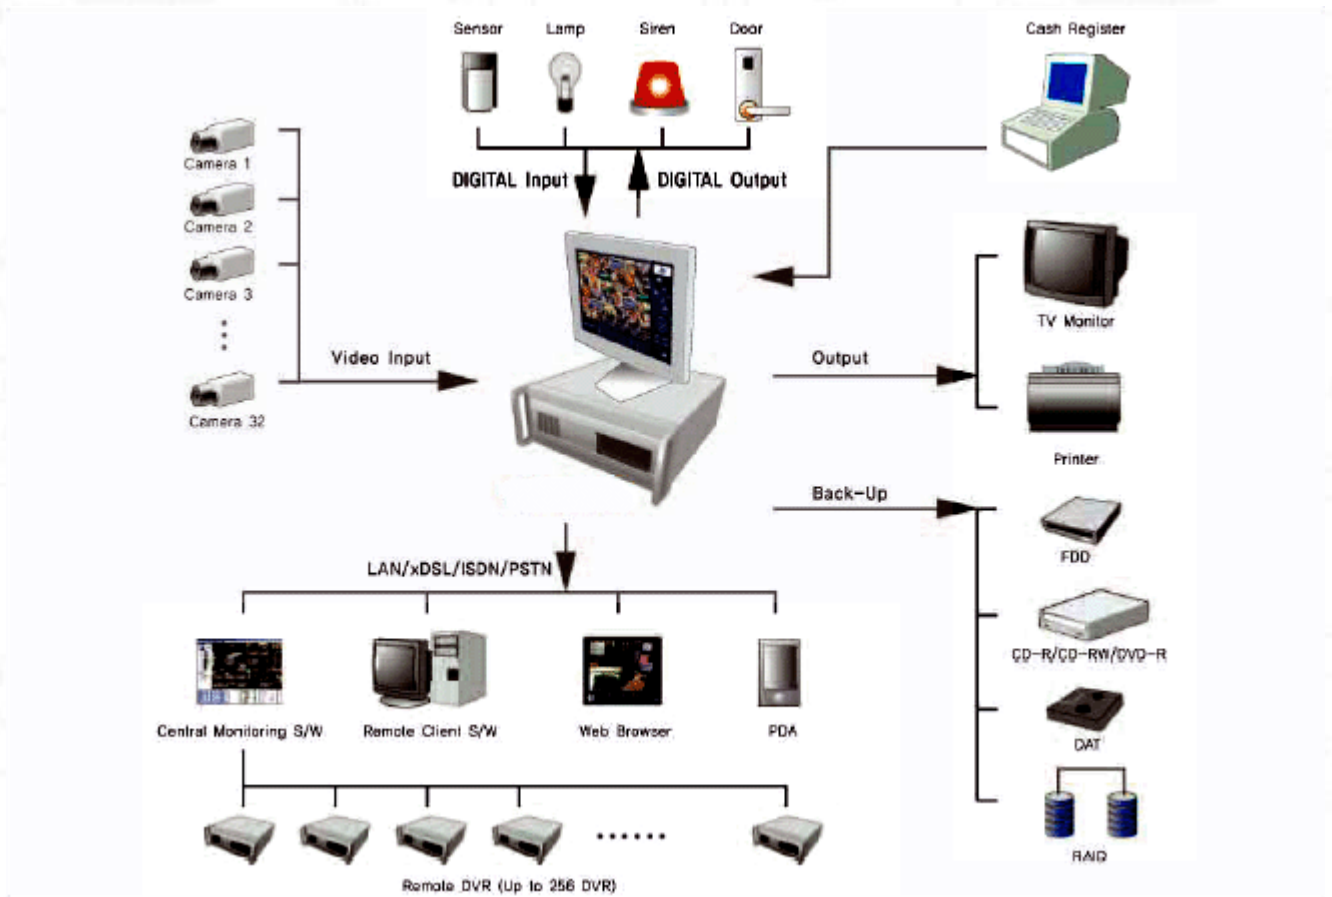 Sensor Lamp Siren Door
Cash Register
Camera 1
DIGITAL Input DIGITAL Output
Camera 2
Camera 3
TV Monitor
Video Input
Output
Camera 32
Printer
Back-Up
FDD
LAN/xDSL/ISDN/PSTN
CD-R/CD-RW/DVD-R
Central Monitoring S/W Remote Client S/W Web Browser PDA
DAT
RAID
Remote DVR (Up to 256 DVR)